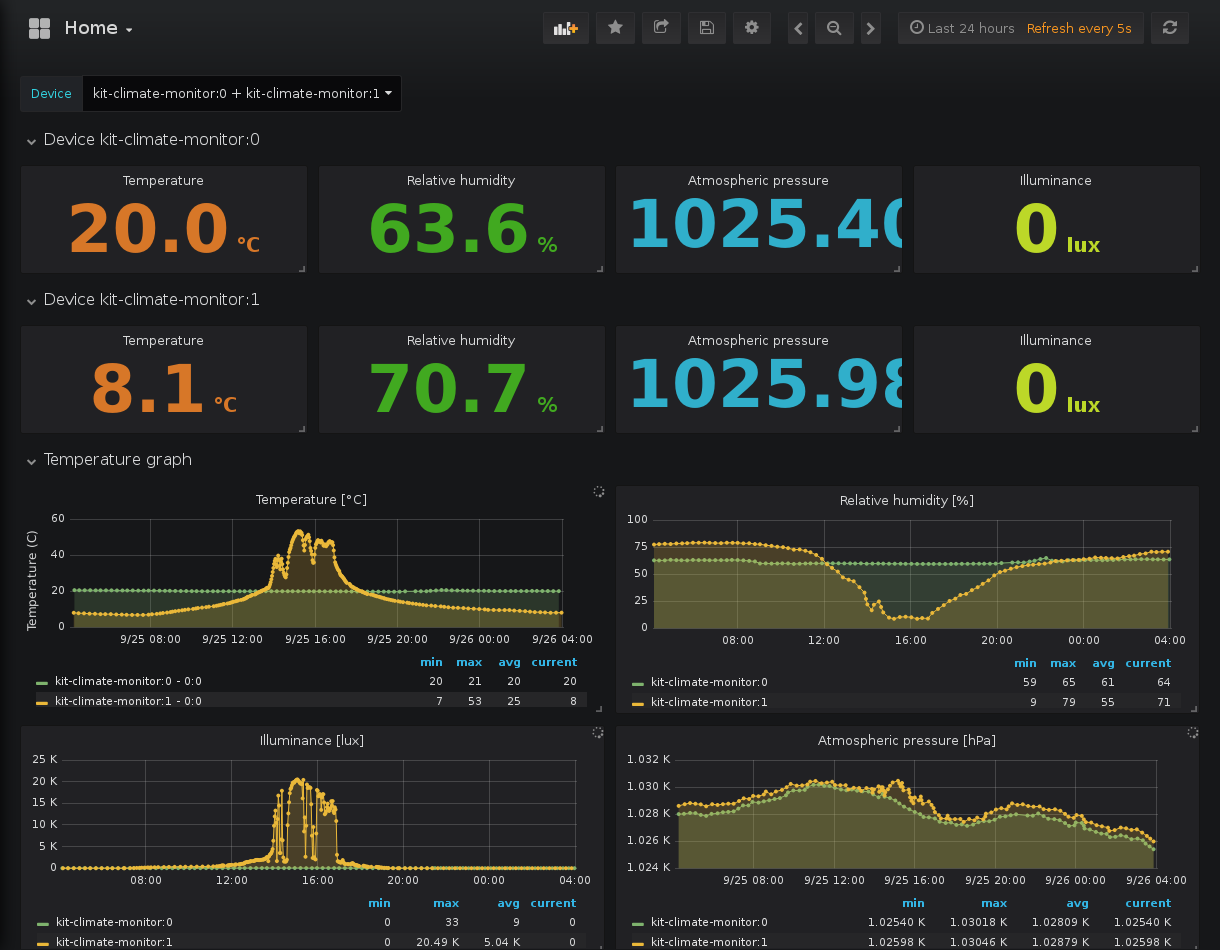 Home
Last 24 hours Refresh every 5s
Device kit-climate-monitor:0 + kit-climate-monitor:1
Device kit-climate-monitor:0
Temperature Relative humidity Atmospheric pressure Illuminance
20.0 °C 63.6 % 1025.40 0 lux
Device kit-climate-monitor:1
Temperature Relative humidity Atmospheric pressure Illuminance
8.1 °C 70.7 % 1025.98 0 lux
Temperature graph
Temperature [°C]
Temperature (C)
60
40
20
0
9/25 08:00 9/25 12:00 9/25 16:00 9/25 20:00 9/26 00:00 9/26 04:00
min max avg current
kit-climate-monitor:0 - 0:0 20 21 20 20
kit-climate-monitor:1 - 0:0 7 53 25 8
Relative humidity [%]
100
75
50
25
0
08:00 12:00 16:00 20:00 00:00 04:00
min max avg current
kit-climate-monitor:0 59 65 61 64
kit-climate-monitor:1 9 79 55 71
Illuminance [lux]
25 K
20 K
15 K
10 K
5 K
0
08:00 12:00 16:00 20:00 00:00 04:00
min max avg current
kit-climate-monitor:0 0 33 9 0
kit-climate-monitor:1 0 20.49 K 5.04 K 0
Atmospheric pressure [hPa]
1.032 K
1.030 K
1.028 K
1.026 K
1.024 K
9/25 08:00 9/25 12:00 9/25 16:00 9/25 20:00 9/26 00:00 9/26 04:00
min max avg current
kit-climate-monitor:0 1.02540 K 1.03018 K 1.02809 K 1.02540 K
kit-climate-monitor:1 1.02598 K 1.03046 K 1.02879 K 1.02598 K